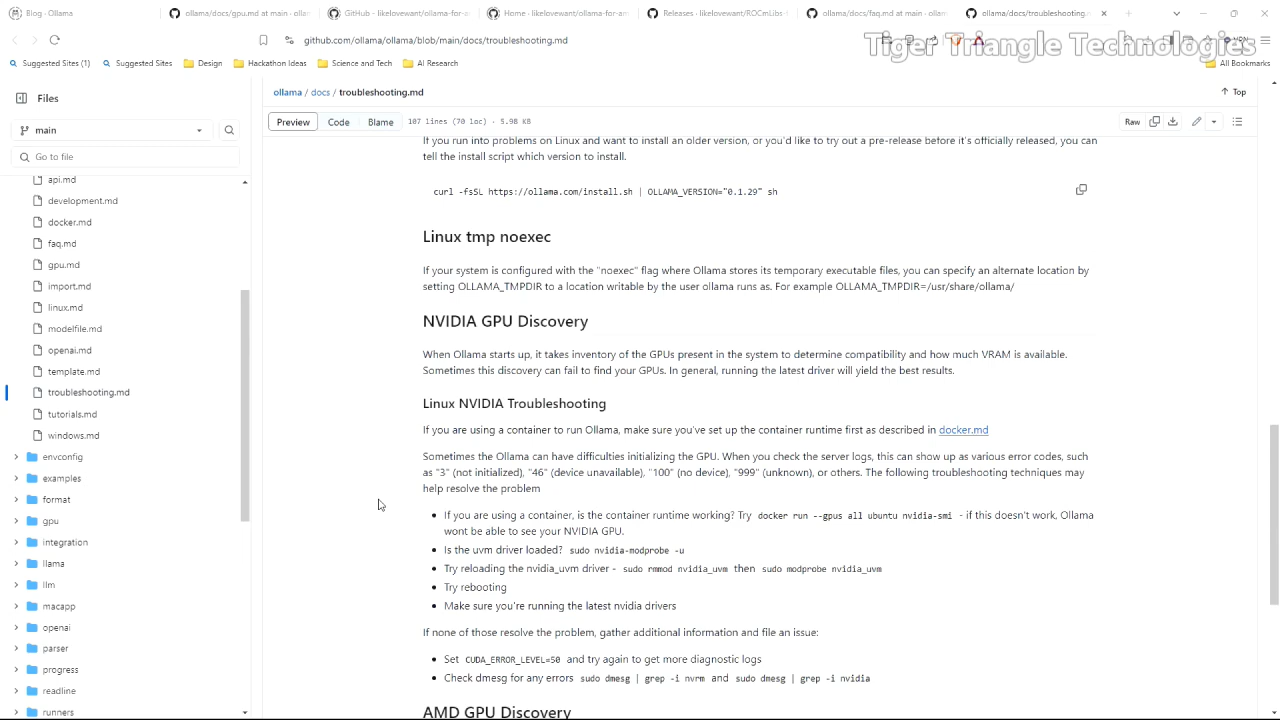 Blog · Ollama
ollama/docs/gpu.md at main · ollam
GitHub - likelovewant/ollama-for-a
Home · likelovewant/ollama-for-am
Releases · likelovewant/ROCmLibs-
ollama/docs/faq.md at main · ollam
ollama/docs/troubleshooting.
github.com/ollama/ollama/blob/main/docs/troubleshooting.md
VPN
Tiger Triangle Technologies
Suggested Sites (1)
Suggested Sites
Design
Hackathon Ideas
Science and Tech
AI Research
All Bookmarks
Files
ollama / docs / troubleshooting.md
Top
main
Preview
Code
Blame
107 lines (70 loc) · 5.98 KB
Raw
Go to file
api.md
development.md
docker.md
faq.md
gpu.md
import.md
linux.md
modelfile.md
openai.md
template.md
troubleshooting.md
tutorials.md
windows.md
envconfig
examples
format
gpu
integration
llama
llm
macapp
openai
parser
progress
readline
runners
If you run into problems on Linux and want to install an older version, or you'd like to try out a pre-release before it's officially released, you can
tell the install script which version to install.
curl -fsSL https://ollama.com/install.sh | OLLAMA_VERSION="0.1.29" sh
Linux tmp noexec
If your system is configured with the "noexec" flag where Ollama stores its temporary executable files, you can specify an alternate location by
setting OLLAMA_TMPDIR to a location writable by the user ollama runs as. For example OLLAMA_TMPDIR=/usr/share/ollama/
NVIDIA GPU Discovery
When Ollama starts up, it takes inventory of the GPUs present in the system to determine compatibility and how much VRAM is available.
Sometimes this discovery can fail to find your GPUs. In general, running the latest driver will yield the best results.
Linux NVIDIA Troubleshooting
If you are using a container to run Ollama, make sure you've set up the container runtime first as described in docker.md
Sometimes the Ollama can have difficulties initializing the GPU. When you check the server logs, this can show up as various error codes, such
as "3" (not initialized), "46" (device unavailable), "100" (no device), "999" (unknown), or others. The following troubleshooting techniques may
help resolve the problem
If you are using a container, is the container runtime working? Try docker run --gpus all ubuntu nvidia-smi - if this doesn't work, Ollama
wont be able to see your NVIDIA GPU.
Is the uvm driver loaded? sudo nvidia-modprobe -u
Try reloading the nvidia_uvm driver - sudo rmmod nvidia_uvm then sudo modprobe nvidia_uvm
Try rebooting
Make sure you're running the latest nvidia drivers
If none of those resolve the problem, gather additional information and file an issue:
Set CUDA_ERROR_LEVEL=50 and try again to get more diagnostic logs
Check dmesg for any errors sudo dmesg | grep -i nvrm and sudo dmesg | grep -i nvidia
AMD GPU Discovery